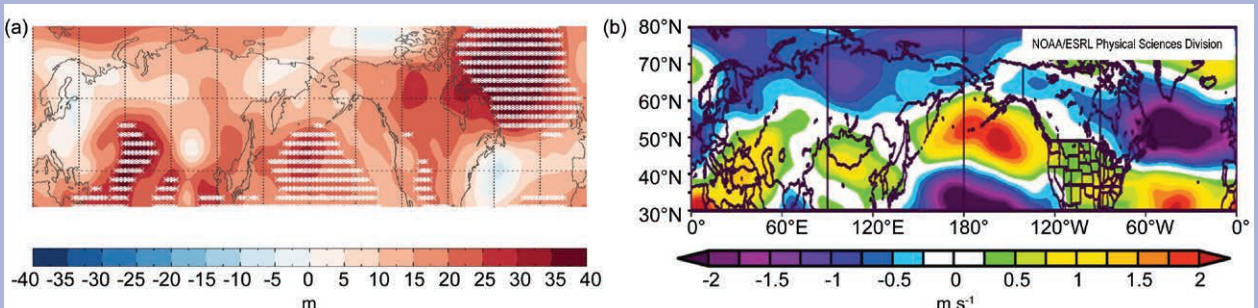 (a)
-40 -35 -30 -25 -20 -15 -10 -5 0 5 10 15 20 25 30 35 40
m
(b)
NOAA/ESRL Physical Sciences Division
80°N
70°N
60°N
50°N
40°N
30°N
0° 60°E 120°E 180° 120°W 60°W 0°
-2 -1.5 -1 -0.5 0 0.5 1 1.5 2
m s-1